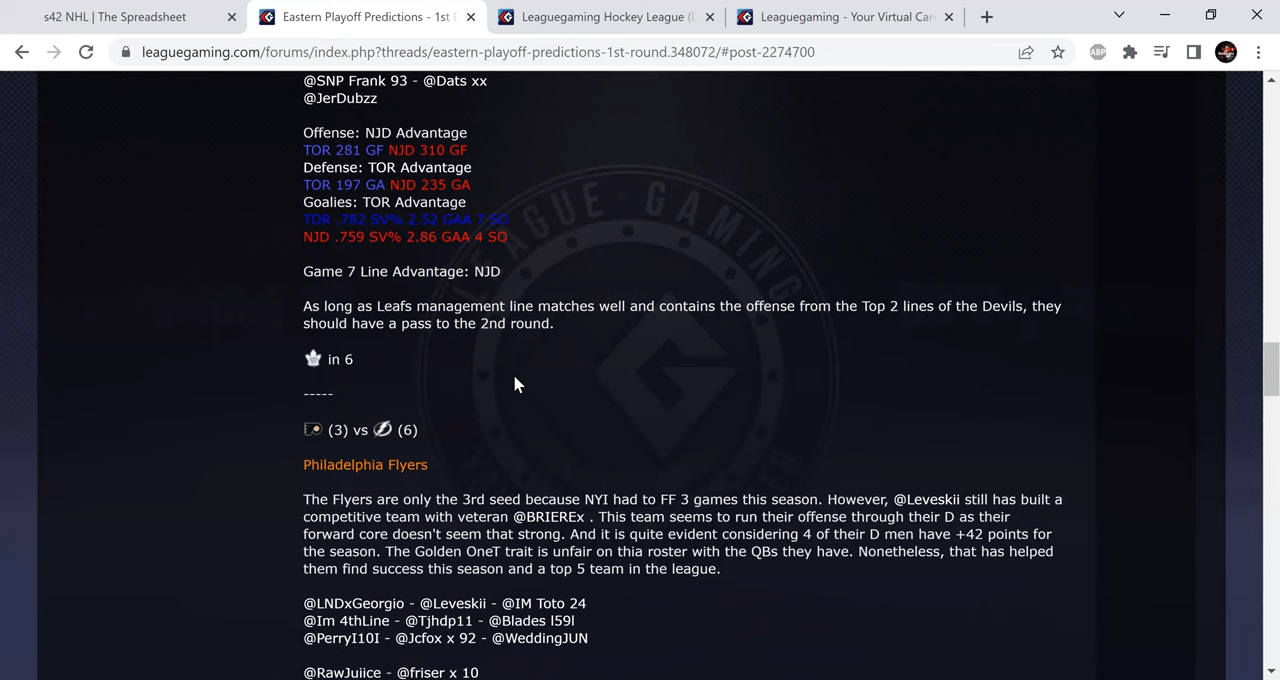 s42 NHL | The Spreadsheet
Eastern Playoff Predictions - 1st R
Leaguegaming Hockey League (L
Leaguegaming - Your Virtual Car
leaguegaming.com/forums/index.php?threads/eastern-playoff-predictions-1st-round.348072/#post-2274700
ABP
@SNP Frank 93 - @Dats xx
@JerDubzz
Offense: NJD Advantage
TOR 281 GF NJD 310 GF
Defense: TOR Advantage
TOR 197 GA NJD 235 GA
Goalies: TOR Advantage
TOR .782 SV% 2.52 GAA 7 SO
NJD .759 SV% 2.86 GAA 4 SO
Game 7 Line Advantage: NJD
As long as Leafs management line matches well and contains the offense from the Top 2 lines of the Devils, they
should have a pass to the 2nd round.
in 6
-----
(3) vs (6)
Philadelphia Flyers
The Flyers are only the 3rd seed because NYI had to FF 3 games this season. However, @Leveskii still has built a
competitive team with veteran @BRIEREx . This team seems to run their offense through their D as their
forward core doesn't seem that strong. And it is quite evident considering 4 of their D men have +42 points for
the season. The Golden OneT trait is unfair on thia roster with the QBs they have. Nonetheless, that has helped
them find success this season and a top 5 team in the league.
@LNDxGeorgio - @Leveskii - @IM Toto 24
@Im 4thLine - @Tjhdp11 - @Blades l59l
@PerryI10I - @Jcfox x 92 - @WeddingJUN
@RawJuiice - @friser x 10
LEAGUE GAMING